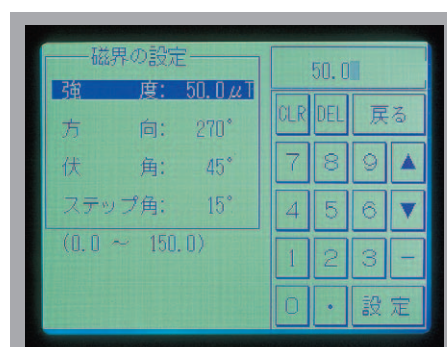 磁界の設定
強 度: 50.0μT
方 向: 270°
伏 角: 45°
ステップ角: 15°
(0.0 ~ 150.0)
50.0
CLR DEL 戻る
7 8 9 ▲
4 5 6 ▼
1 2 3 -
0 · 設定